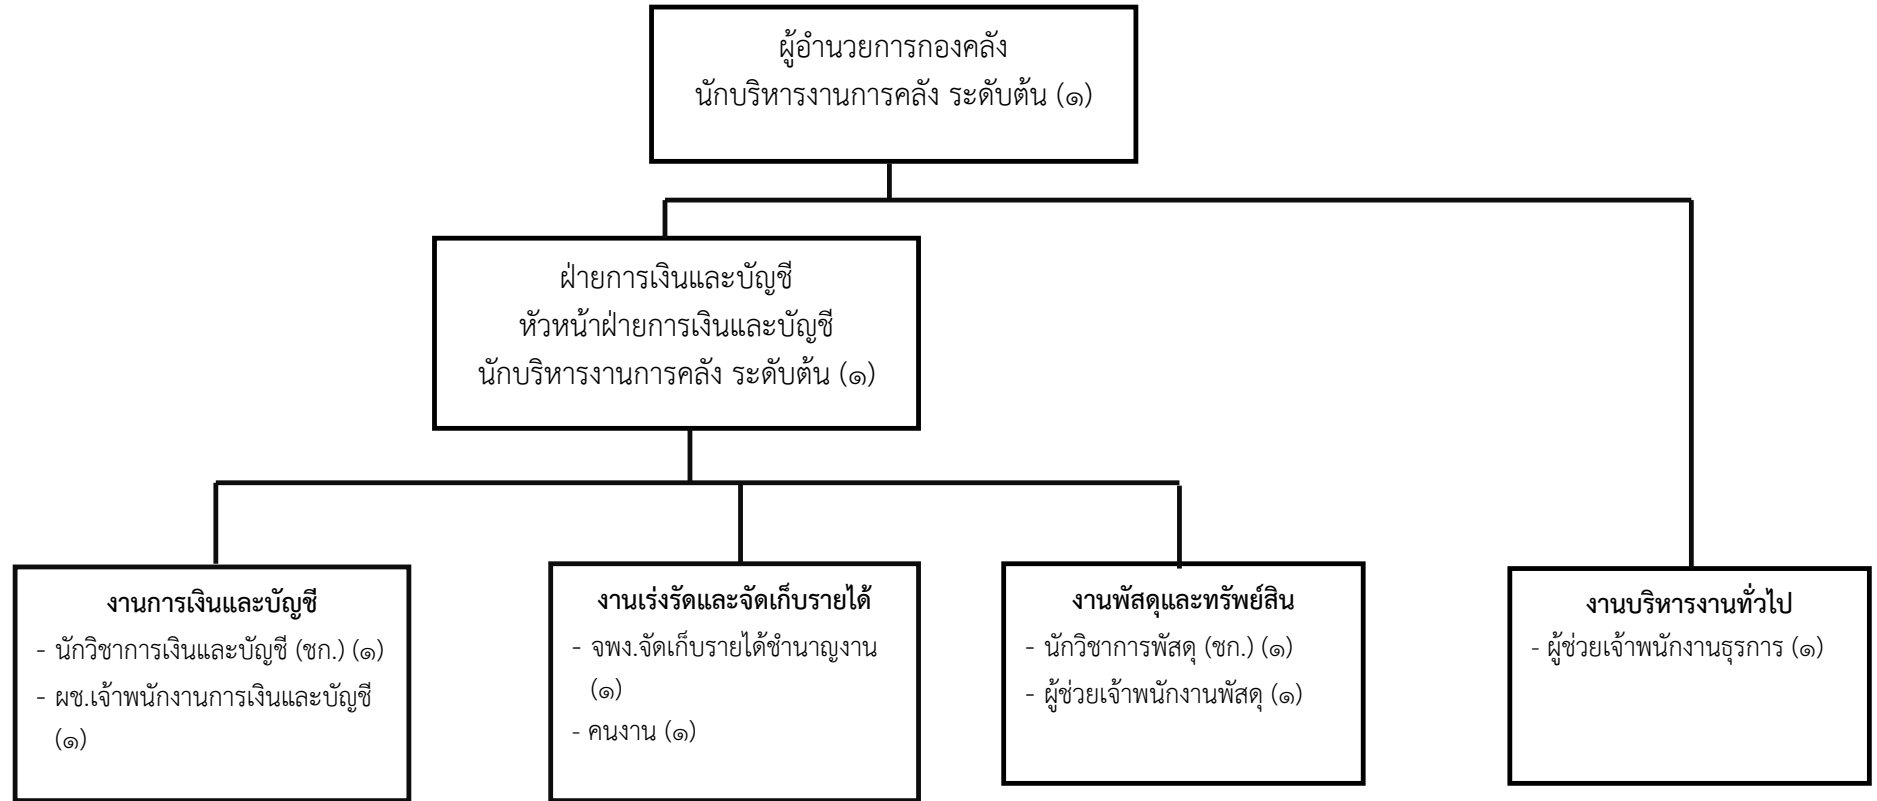 ผู้อำนวยการกองคลัง
นักบริหารงานการคลัง ระดับต้น (๑)
ฝ่ายการเงินและบัญชี
หัวหน้าฝ่ายการเงินและบัญชี
นักบริหารงานการคลัง ระดับต้น (๑)
งานการเงินและบัญชี
- นักวิชาการเงินและบัญชี (ชก.) (๑)
- ผช.เจ้าพนักงานการเงินและบัญชี
(๑)
งานเร่งรัดและจัดเก็บรายได้
- จพง.จัดเก็บรายได้ชำนาญงาน
(๑)
- คนงาน (๑)
งานพัสดุและทรัพย์สิน
- นักวิชาการพัสดุ (ชก.) (๑)
- ผู้ช่วยเจ้าพนักงานพัสดุ (๑)
งานบริหารงานทั่วไป
- ผู้ช่วยเจ้าพนักงานธุรการ (๑)